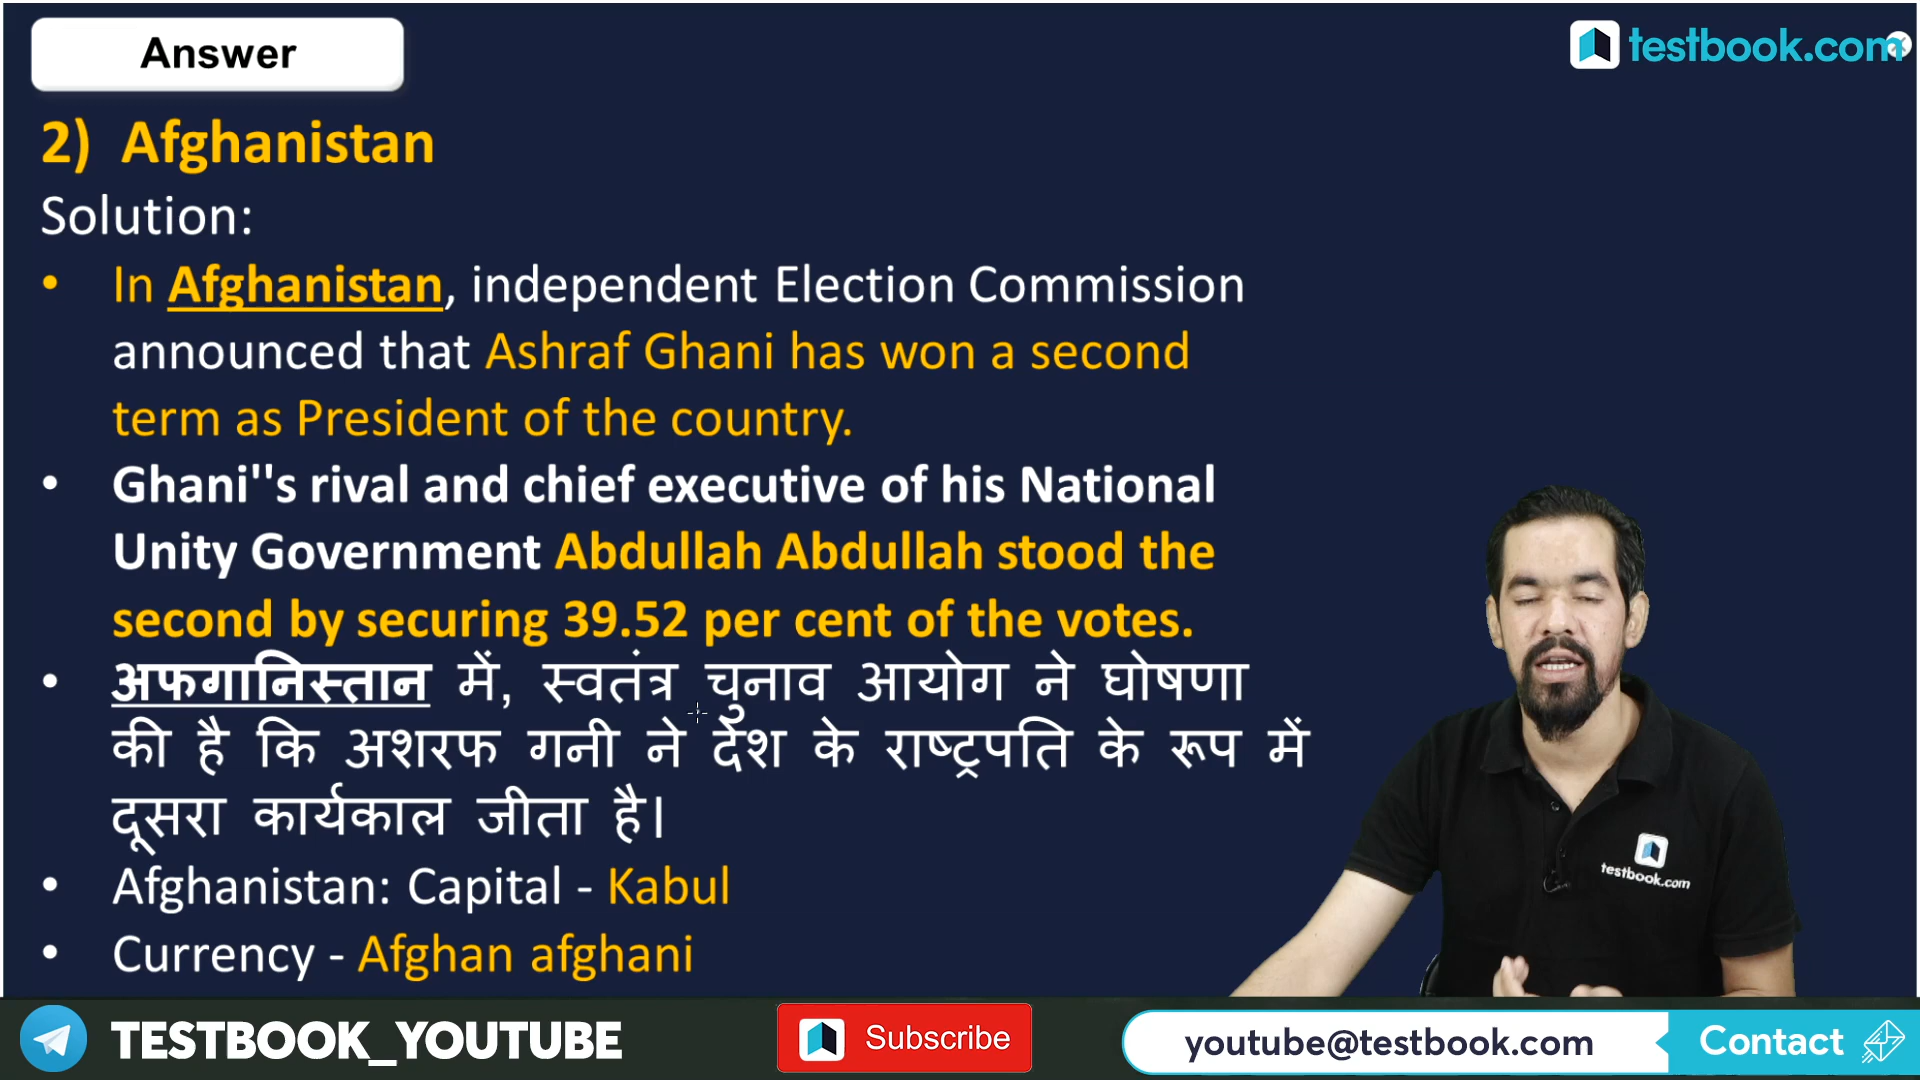 Answer
testbook.com
2) Afghanistan
Solution:
• In Afghanistan, independent Election Commission
announced that Ashraf Ghani has won a second
term as President of the country.
• Ghani''s rival and chief executive of his National
Unity Government Abdullah Abdullah stood the
second by securing 39.52 per cent of the votes.
• अफगानिस्तान में, स्वतंत्र चुनाव आयोग ने घोषणा
की है कि अशरफ गनी ने देश के राष्ट्रपति के रूप में
दूसरा कार्यकाल जीता है।
• Afghanistan: Capital - Kabul
• Currency - Afghan afghani
testbook.com
TESTBOOK_YOUTUBE
Subscribe
youtube@testbook.com
Contact